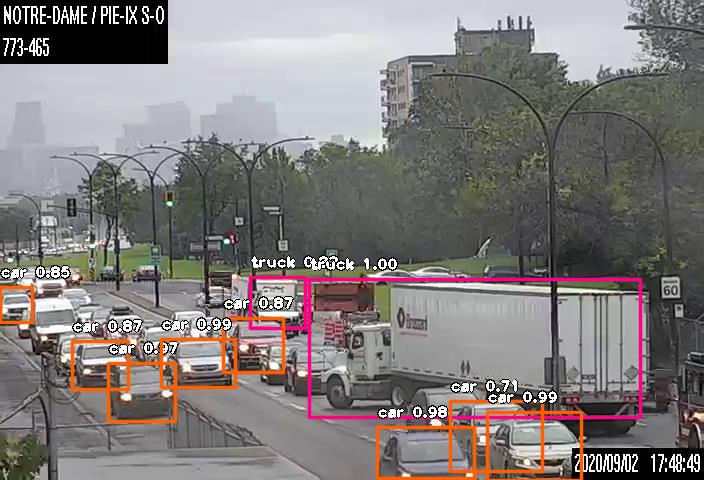 NOTRE-DAME / PIE-IX S-O
773-465
car 0.85
truck 1.00
car 0.87
car 0.87
car 0.99
car 0.97
60
car 0.71
car 0.99
car 0.98
2020/09/02 17:48:49